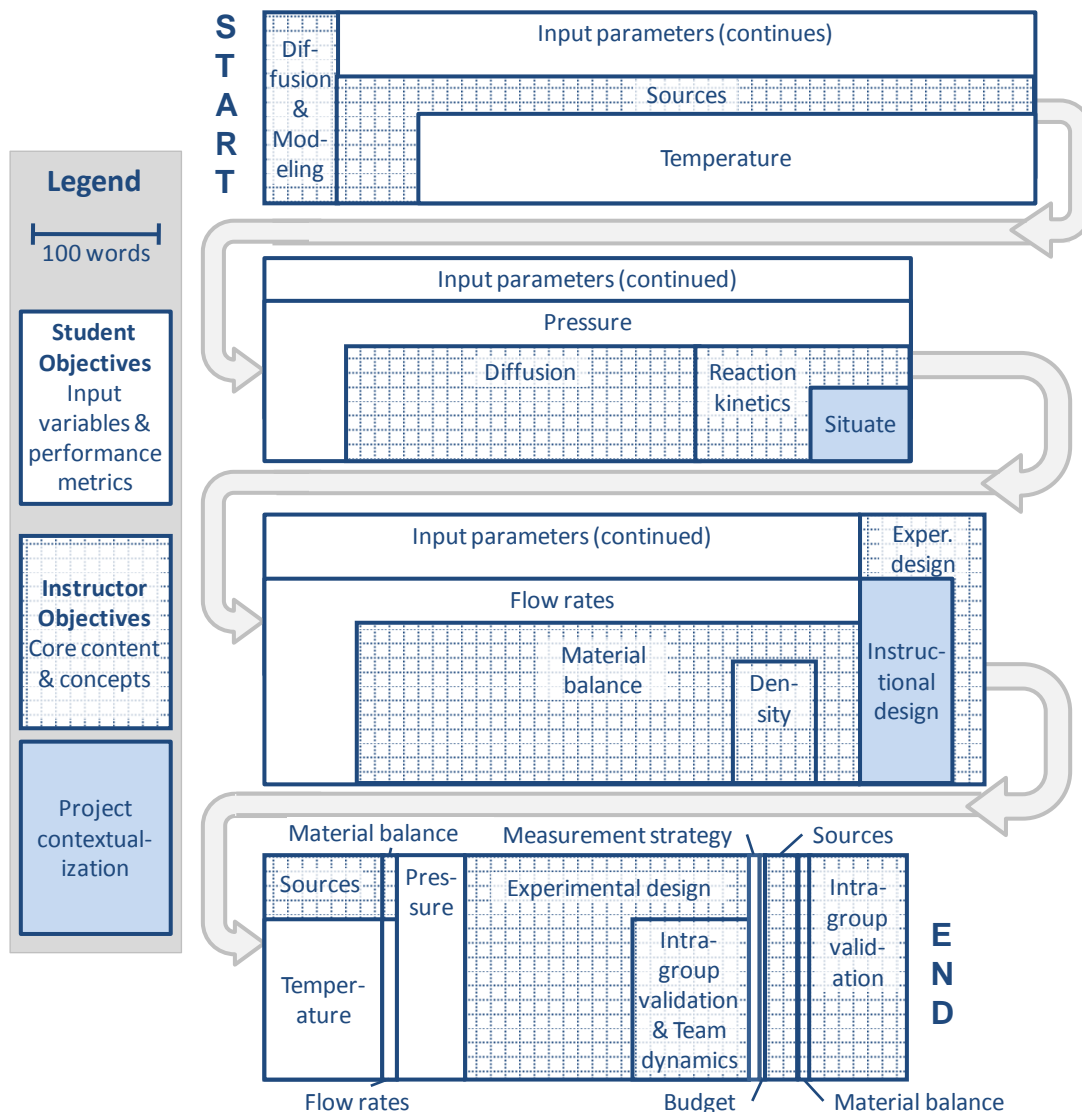 START
Dif-
fusion
&
Mod-
eling
Input parameters (continues)
Sources
Temperature
Legend
100 words
Student
Objectives
Input
variables &
performance
metrics
Instructor
Objectives
Core content
& concepts
Project
contextual-
ization
Input parameters (continued)
Pressure
Diffusion
Reaction
kinetics
Situate
Input parameters (continued)
Exper.
design
Flow rates
Material
balance
Den-
sity
Instruc-
tional
design
Material balance
Measurement strategy
Sources
Sources
Pres-
sure
Experimental design
Intra-
group
valid-
ation
Temper-
ature
Intra-
group
validation
& Team
dynamics
END
Flow rates
Budget
Material balance